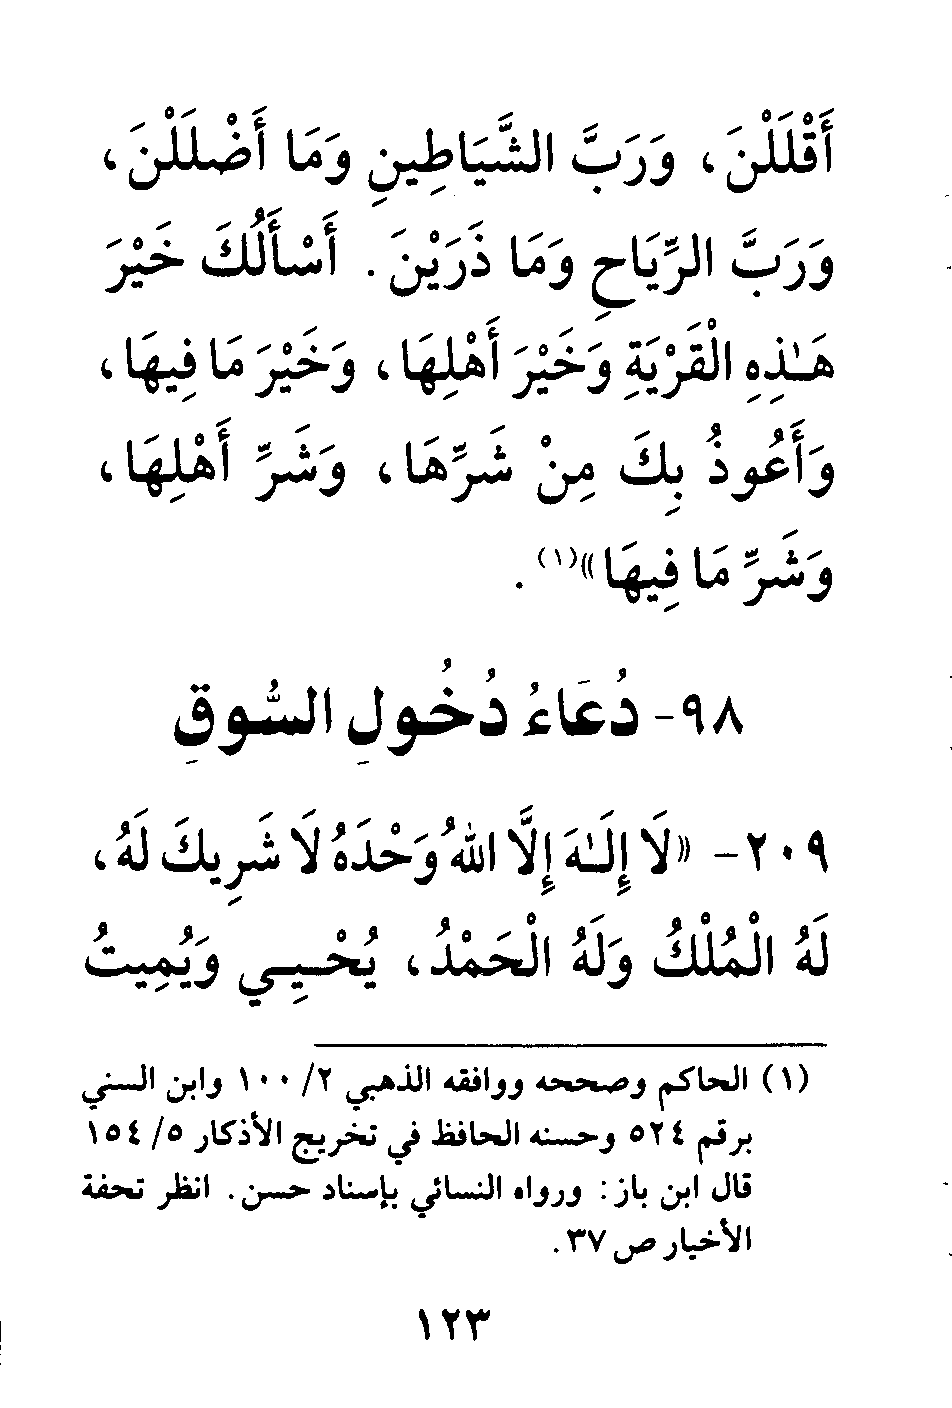 أَقْلَلْنَ، وَرَبَّ الشَّيَاطِينِ وَمَا أَضْلَلْنَ،
وَرَبَّ الرِّيَاحِ وَمَا ذَرَيْنَ. أَسْأَلُكَ خَيْرَ
هَـٰذِهِ الْقَرْيَةِ وَخَيْرَ أَهْلِهَا، وَخَيْرَ مَا فِيهَا،
وَأَعُوذُ بِكَ مِنْ شَرِّهَا، وَشَرِّ أَهْلِهَا،
وَشَرِّ مَا فِيهَا»(١).
٩٨- دُعَاءُ دُخُولِ السُّوقِ
٢٠٩- «لَا إِلَـٰهَ إِلَّا اللهُ وَحْدَهُ لَا شَرِيكَ لَهُ،
لَهُ الْمُلْكُ وَلَهُ الْحَمْدُ، يُحْيِـي وَيُمِيتُ
(١) الحاكم وصححه ووافقه الذهبي ٢/ ١٠٠ وابن السني
برقم ٥٢٤ وحسنه الحافظ في تخريج الأذكار ٥/ ١٥٤
قال ابن باز: ورواه النسائي بإسناد حسن. انظر تحفة
الأخيار ص ٣٧.
١٢٣